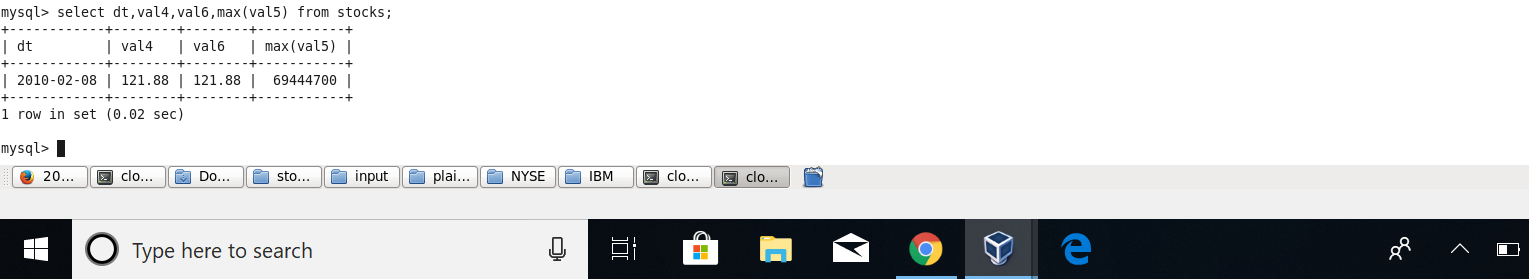 mysql> select dt,val4,val6,max(val5) from stocks;
+------------+--------+--------+-----------+
| dt         | val4   | val6   | max(val5) |
+------------+--------+--------+-----------+
| 2010-02-08 | 121.88 | 121.88 |  69444700 |
+------------+--------+--------+-----------+
1 row in set (0.02 sec)
mysql>
20... clo... Do... sto... input plai... NYSE IBM clo... clo...
Type here to search